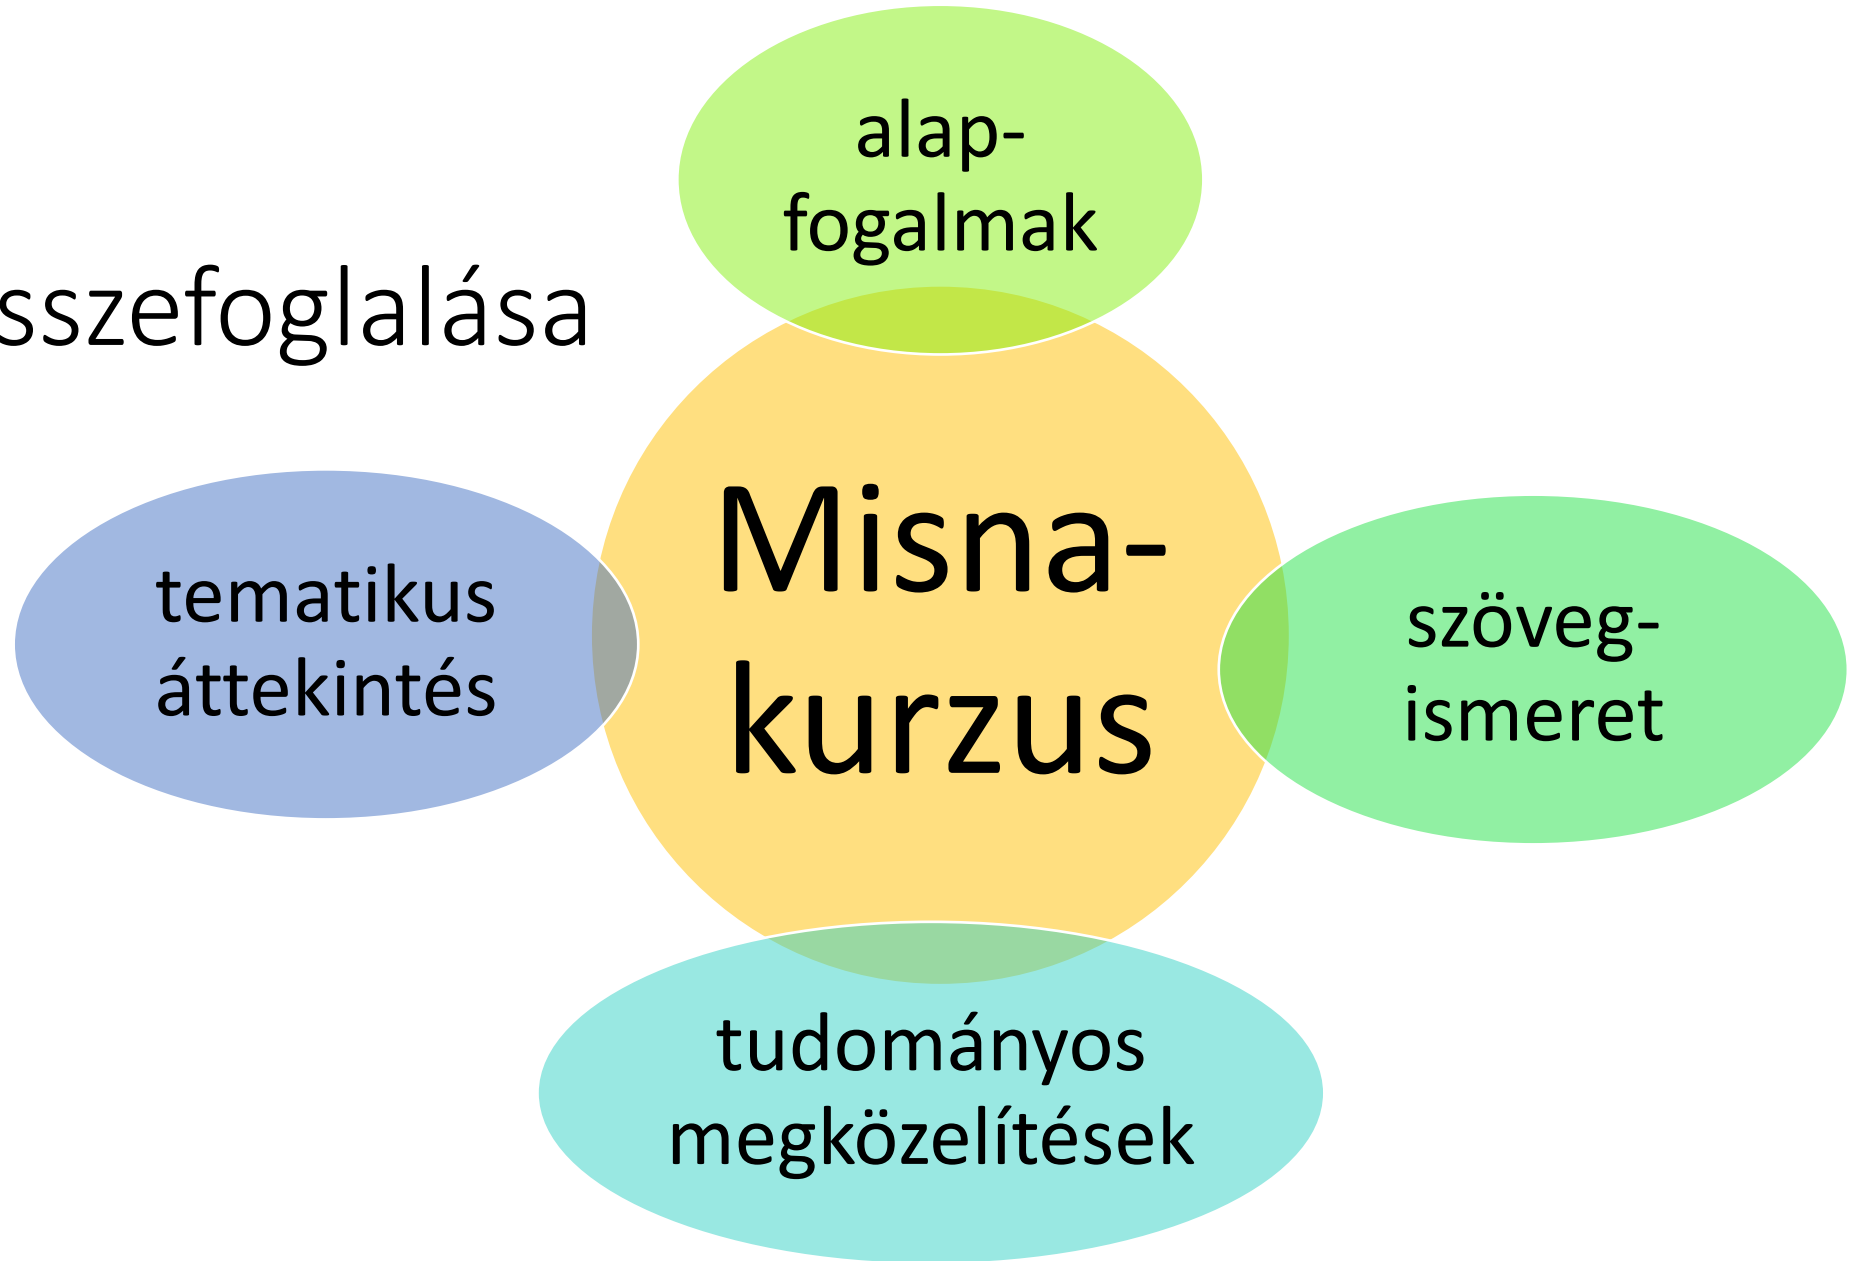 alap-
fogalmak
sszefoglalása
Misna-
kurzus
tematikus
áttekintés
szöveg-
ismeret
tudományos
megközelítések